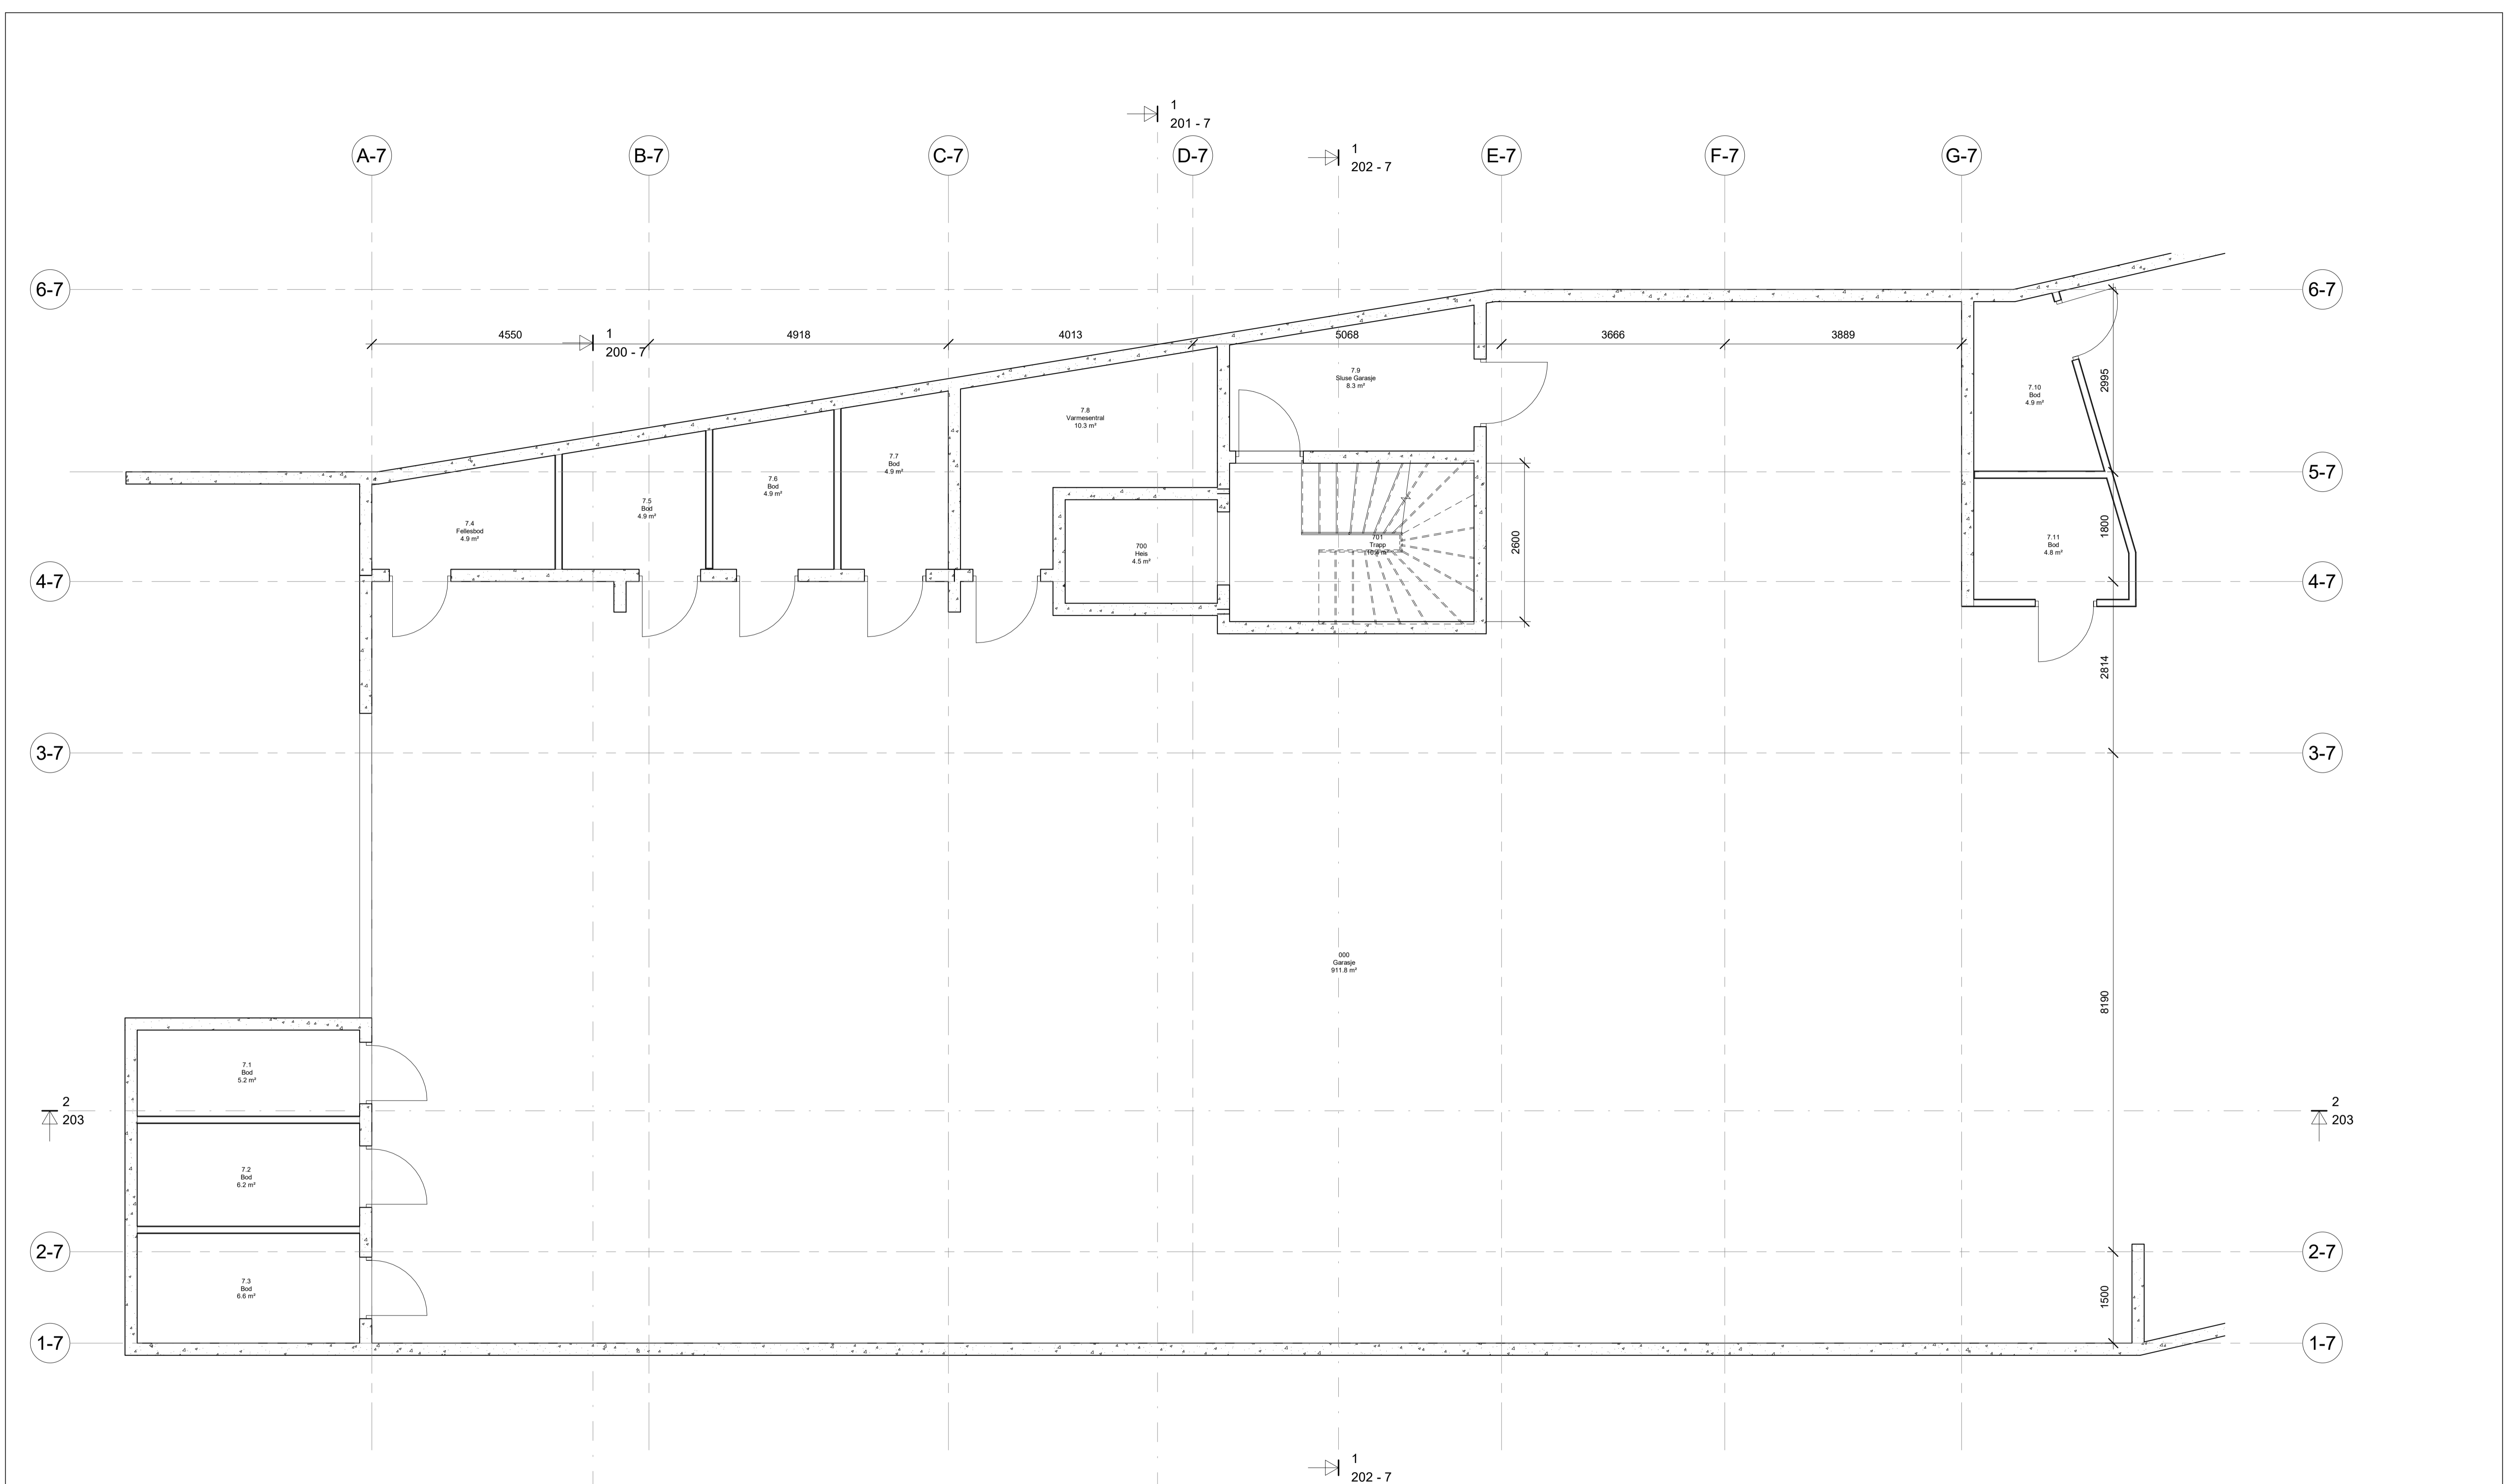 1
201 - 7
A-7
B-7
C-7
D-7
1
202 - 7
E-7
F-7
G-7
6-7
6-7
4550
1
200 - 7
4918
4013
5068
3666
3889
7.9
Sluse Garasje
8.3 m²
2995
7.10
Bod
4.9 m²
7.8
Varmesentral
10.3 m²
7.7
Bod
4.9 m²
7.6
Bod
4.9 m²
7.5
Bod
4.9 m²
7.4
Fellesbod
4.9 m²
5-7
700
Heis
4.5 m²
701
Trapp
2600
1800
7.11
Bod
4.8 m²
4-7
4-7
2814
3-7
3-7
000
Garasje
911.8 m²
8190
7.1
Bod
5.2 m²
2
203
2
203
7.2
Bod
6.2 m²
2-7
2-7
7.3
Bod
6.6 m²
1500
1-7
1-7
1
202 - 7